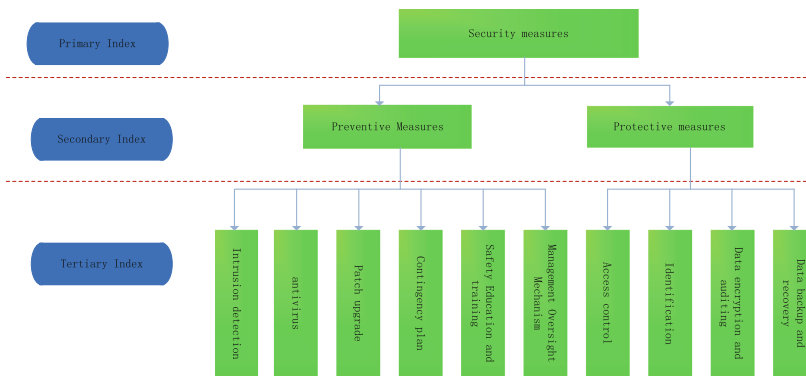 Primary Index
Security measures
Secondary Index
Preventive Measures
Protective measures
Tertiary Index
Intrusion detection
antivirus
Patch upgrade
Contingency plan
Safety Education and
training
Management Oversight
Mechanism
Access control
Identification
Data encryption and
auditing
Data backup and
recovery